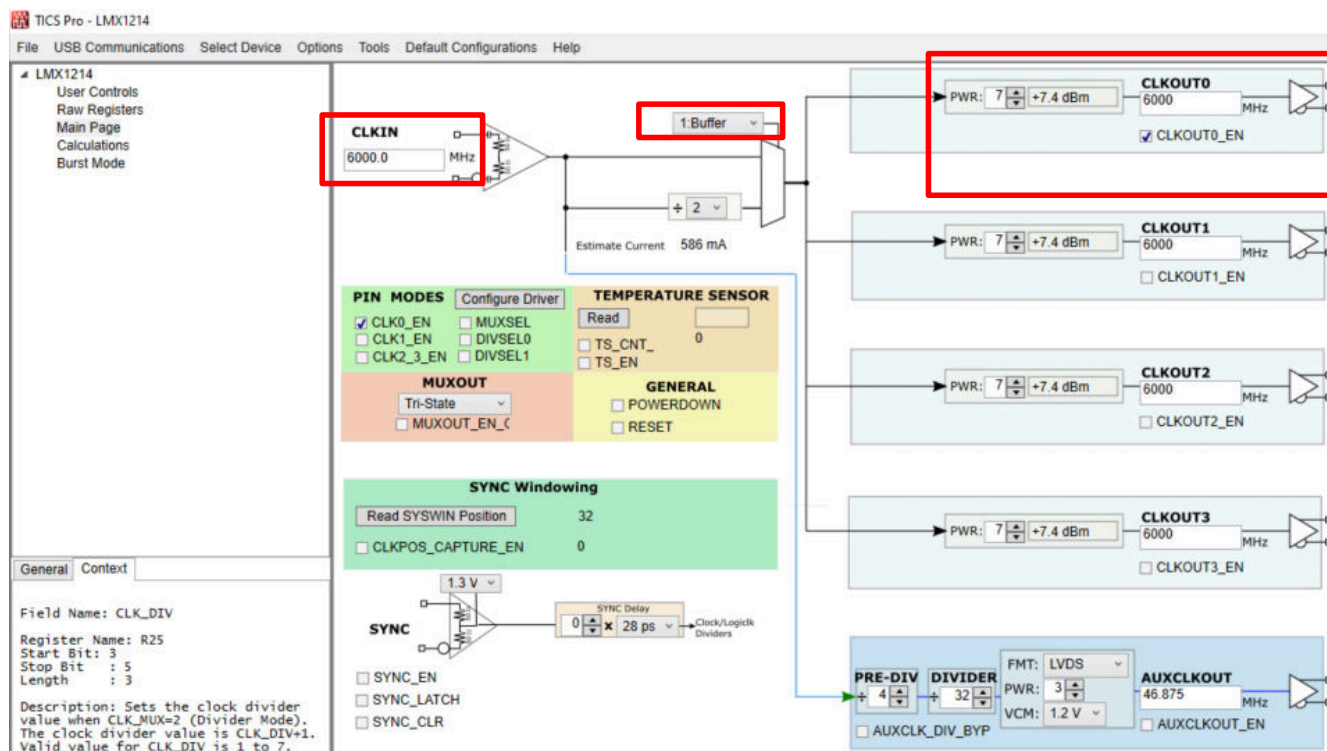 TICS Pro - LMX1214
File USB Communications Select Device Options Tools Default Configurations Help
LMX1214
User Controls
Raw Registers
Main Page
Calculations
Burst Mode
CLKIN
6000.0 MHz
1:Buffer
÷ 2
Estimate Current 586 mA
PWR: 7 +7.4 dBm
CLKOUT0
6000 MHz
CLKOUT0_EN
PWR: 7 +7.4 dBm
CLKOUT1
6000 MHz
CLKOUT1_EN
PWR: 7 +7.4 dBm
CLKOUT2
6000 MHz
CLKOUT2_EN
PWR: 7 +7.4 dBm
CLKOUT3
6000 MHz
CLKOUT3_EN
PIN MODES Configure Driver
CLK0_EN MUXSEL
CLK1_EN DIVSEL0
CLK2_3_EN DIVSEL1
TEMPERATURE SENSOR
Read
TS_CNT_ 0
TS_EN
MUXOUT
Tri-State
MUXOUT_EN_C
GENERAL
POWERDOWN
RESET
SYNC Windowing
Read SYSWIN Position 32
CLKPOS_CAPTURE_EN 0
1.3 V
SYNC
SYNC Delay
0 x 28 ps
Clock/Logiclk
Dividers
SYNC_EN
SYNC_LATCH
SYNC_CLR
PRE-DIV
÷ 4
DIVIDER
÷ 32
AUXCLK_DIV_BYP
FMT: LVDS
PWR: 3
VCM: 1.2 V
AUXCLKOUT
46.875 MHz
AUXCLKOUT_EN
General Context
Field Name: CLK_DIV
Register Name: R25
Start Bit: 3
Stop Bit : 5
Length : 3
Description: Sets the clock divider
value when CLK_MUX=2 (Divider Mode).
The clock divider value is CLK_DIV+1.
Valid value for CLK_DIV is 1 to 7.